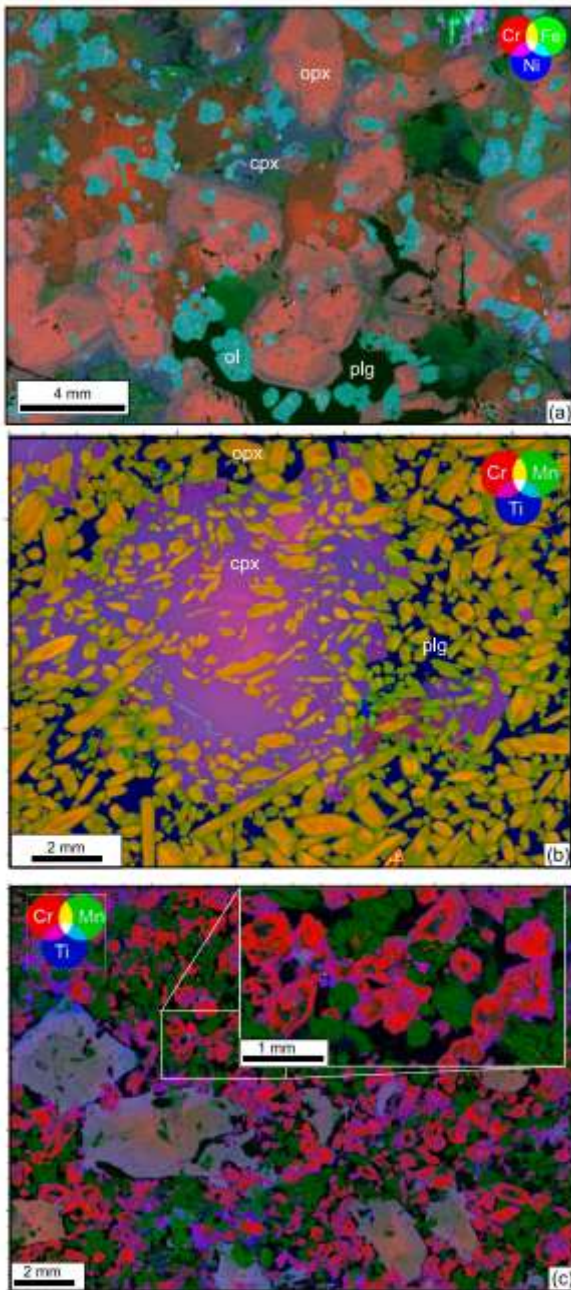 Cr Fe
Ni
opx
cpx
ol
plg
4 mm
(a)
opx
Cr Mn
Ti
cpx
plg
2 mm
(b)
Cr Mn
Ti
1 mm
2 mm
(c)